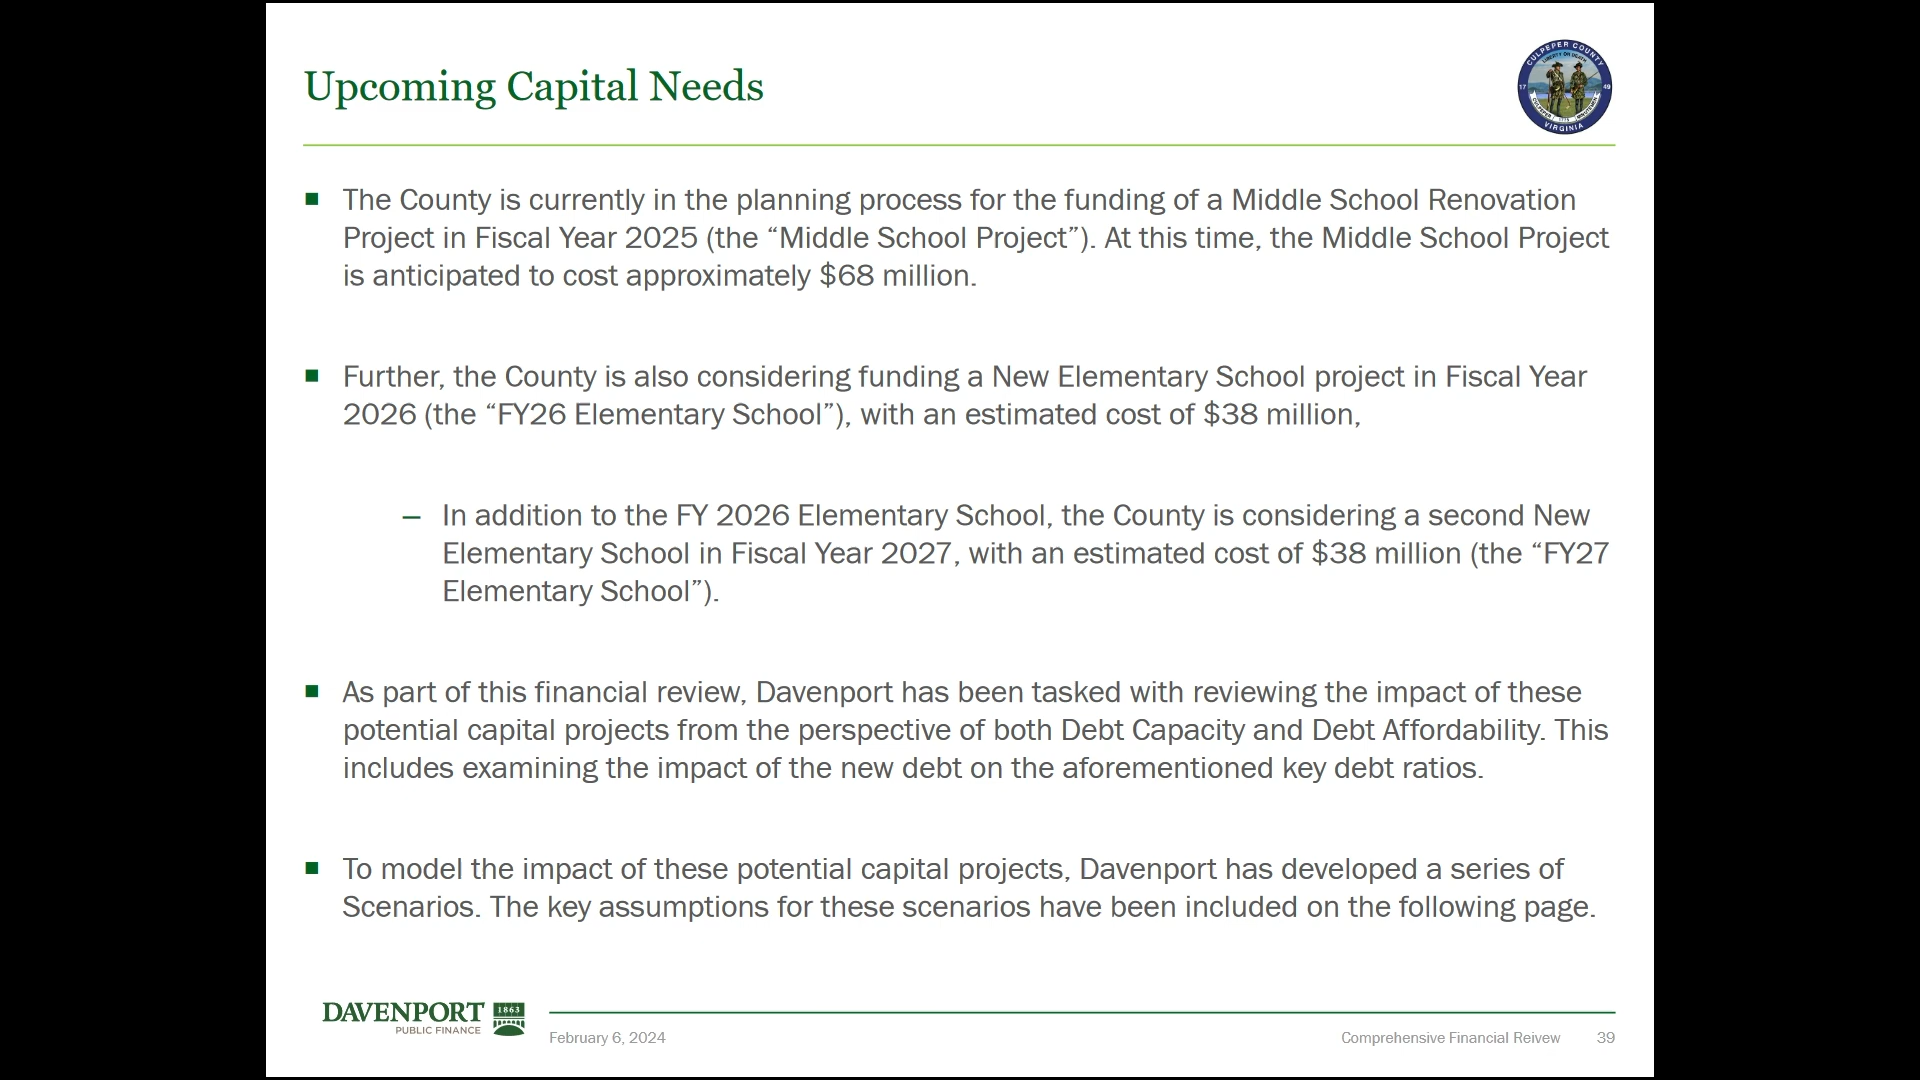 Upcoming Capital Needs
CULPEPER COUNTY
LIBERTY OR DEATH
17 49
VIRGINIA
■ The County is currently in the planning process for the funding of a Middle School Renovation
Project in Fiscal Year 2025 (the “Middle School Project”). At this time, the Middle School Project
is anticipated to cost approximately $68 million.
■ Further, the County is also considering funding a New Elementary School project in Fiscal Year
2026 (the “FY26 Elementary School”), with an estimated cost of $38 million,
– In addition to the FY 2026 Elementary School, the County is considering a second New
Elementary School in Fiscal Year 2027, with an estimated cost of $38 million (the “FY27
Elementary School”).
■ As part of this financial review, Davenport has been tasked with reviewing the impact of these
potential capital projects from the perspective of both Debt Capacity and Debt Affordability. This
includes examining the impact of the new debt on the aforementioned key debt ratios.
■ To model the impact of these potential capital projects, Davenport has developed a series of
Scenarios. The key assumptions for these scenarios have been included on the following page.
DAVENPORT 1863
PUBLIC FINANCE
February 6, 2024 Comprehensive Financial Reivew 39